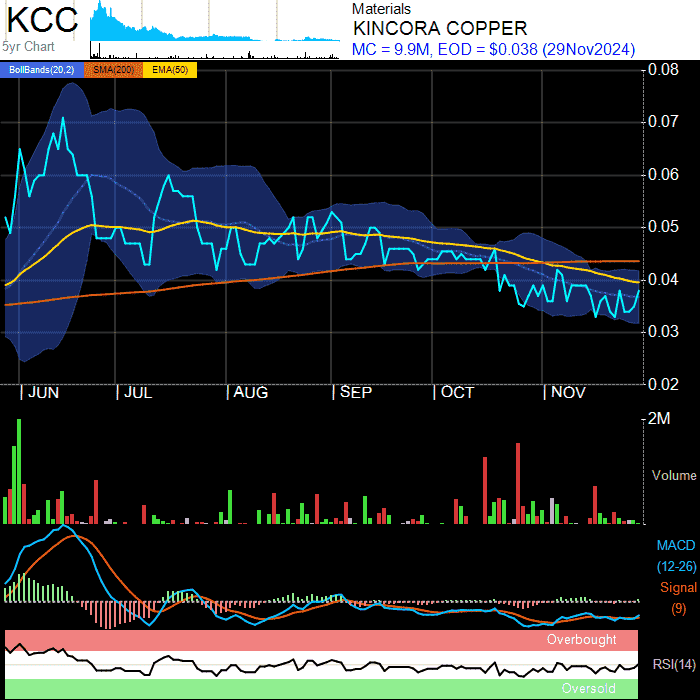 KCC
5yr Chart
Materials
KINCORA COPPER
MC = 9.9M, EOD = $0.038 (29Nov2024)
BollBands(20,2) SMA(200) EMA(50)
0.08
0.07
0.06
0.05
0.04
0.03
0.02
JUN JUL AUG SEP OCT NOV
2M
Volume
MACD
(12-26)
Signal
(9)
Overbought
RSI(14)
Oversold